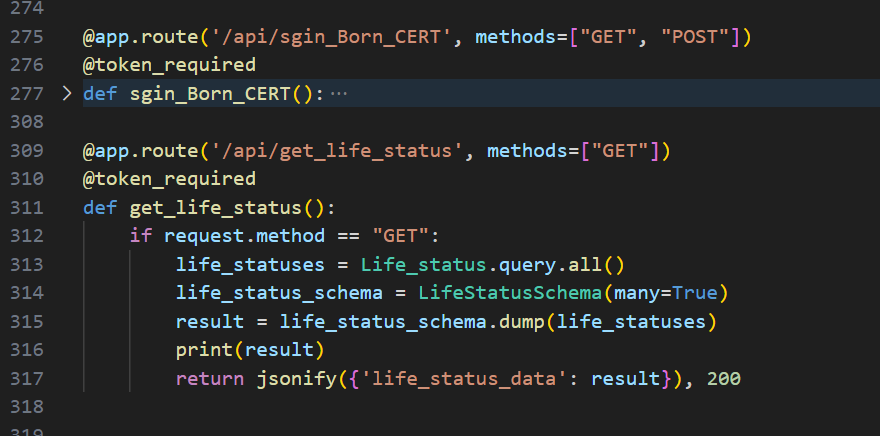 274
275 @app.route('/api/sgin_Born_CERT', methods=["GET", "POST"])
276 @token_required
277 def sgin_Born_CERT():···
308
309 @app.route('/api/get_life_status', methods=["GET"])
310 @token_required
311 def get_life_status():
312     if request.method == "GET":
313         life_statuses = Life_status.query.all()
314         life_status_schema = LifeStatusSchema(many=True)
315         result = life_status_schema.dump(life_statuses)
316         print(result)
317         return jsonify({'life_status_data': result}), 200
318
319